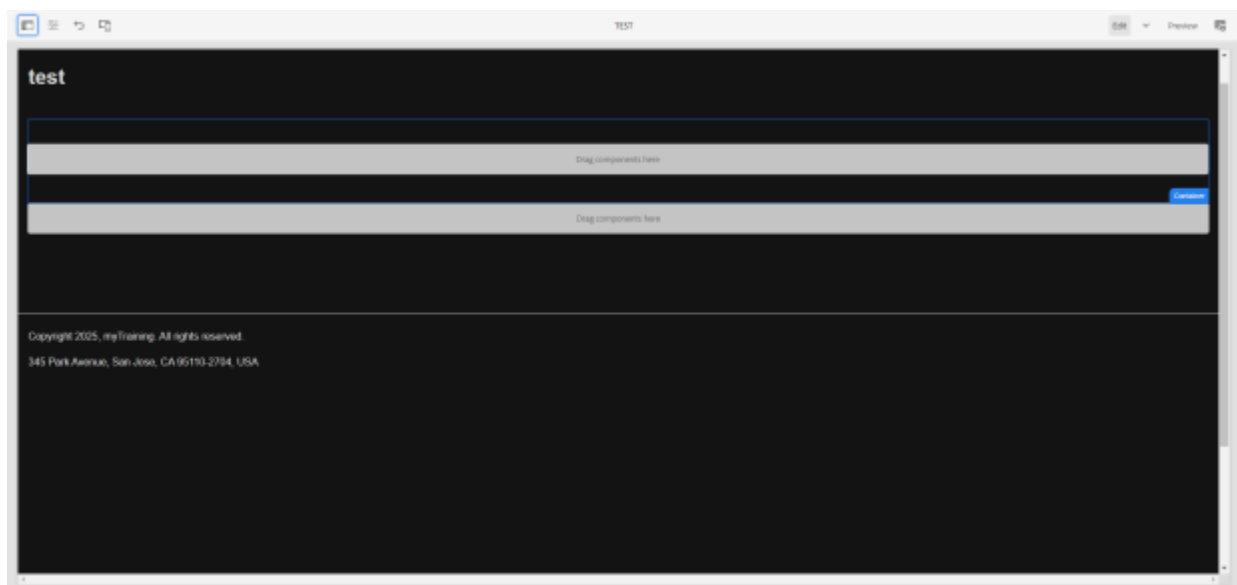 TEST
Edit
Preview
test
Drag components here
Container
Drag components here
Copyright 2025, myTraining. All rights reserved.
345 Park Avenue, San Jose, CA 95110-2704, USA